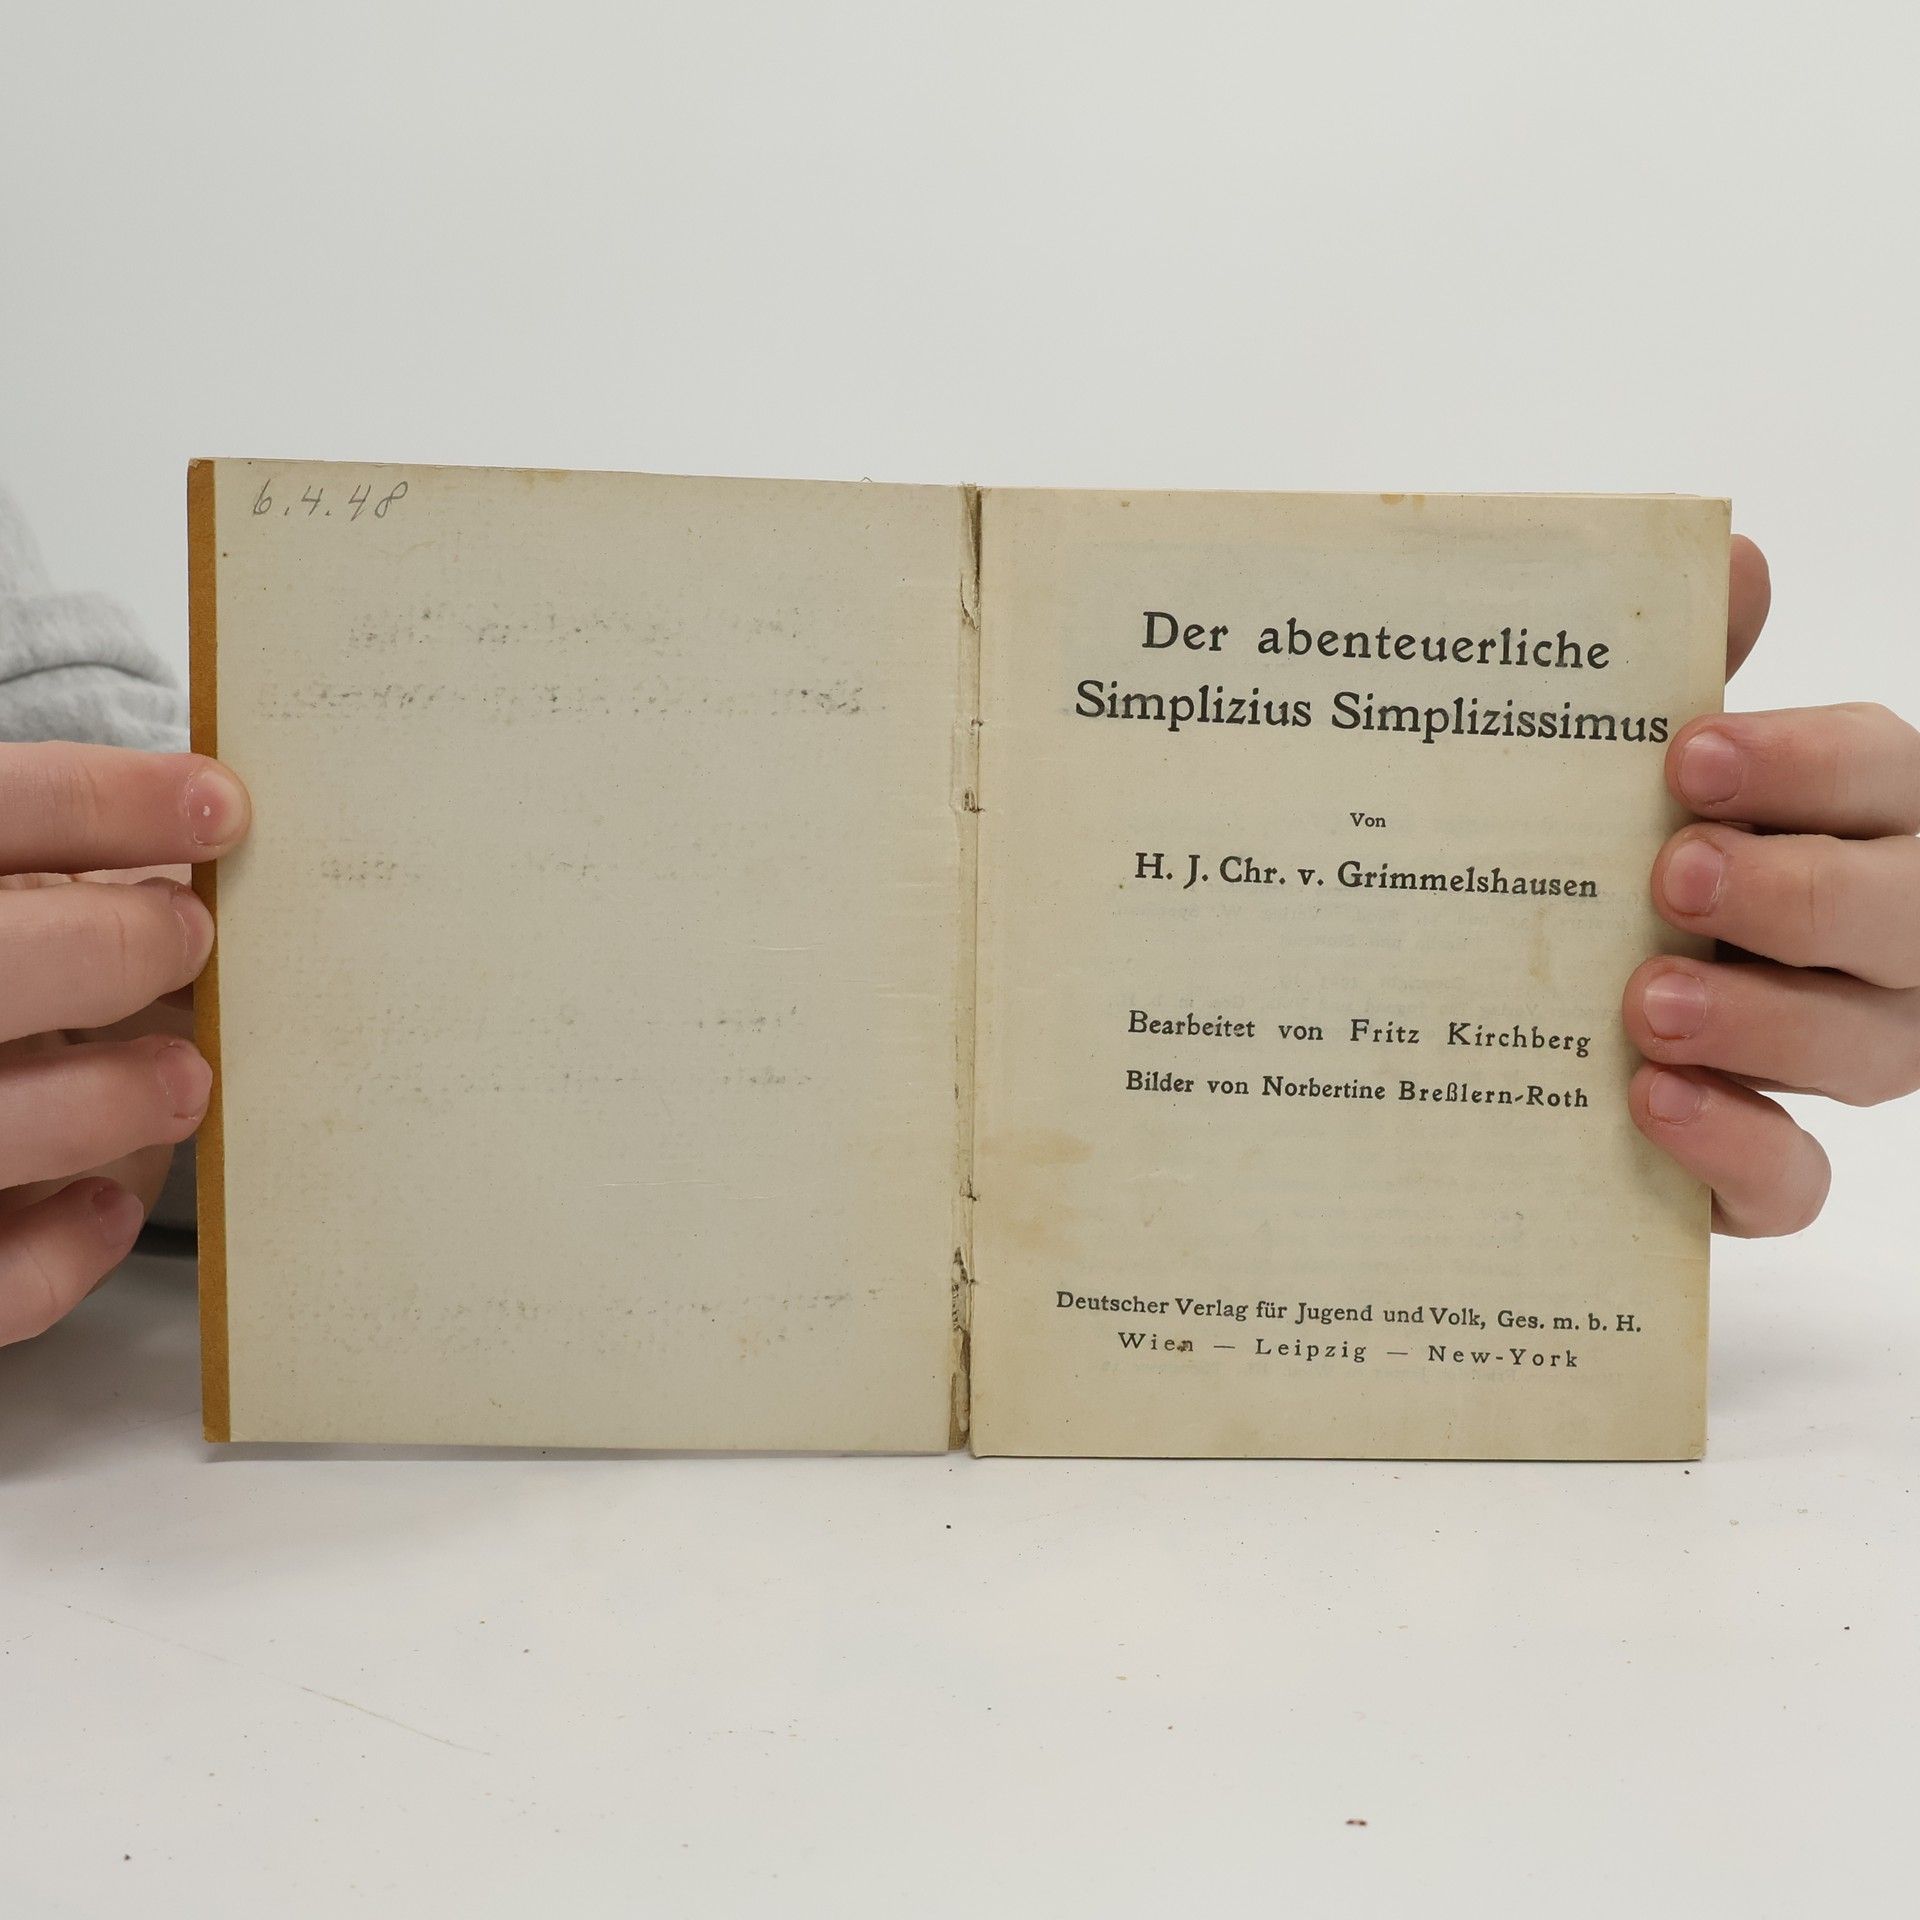 6.4.48
Der abenteuerliche
Simplizius Simplizissimus
Von
H. J. Chr. v. Grimmelshausen
Bearbeitet von Fritz Kirchberg
Bilder von Norbertine Breßlern-Roth
Deutscher Verlag für Jugend und Volk, Ges. m. b. H.
Wien — Leipzig — New-York